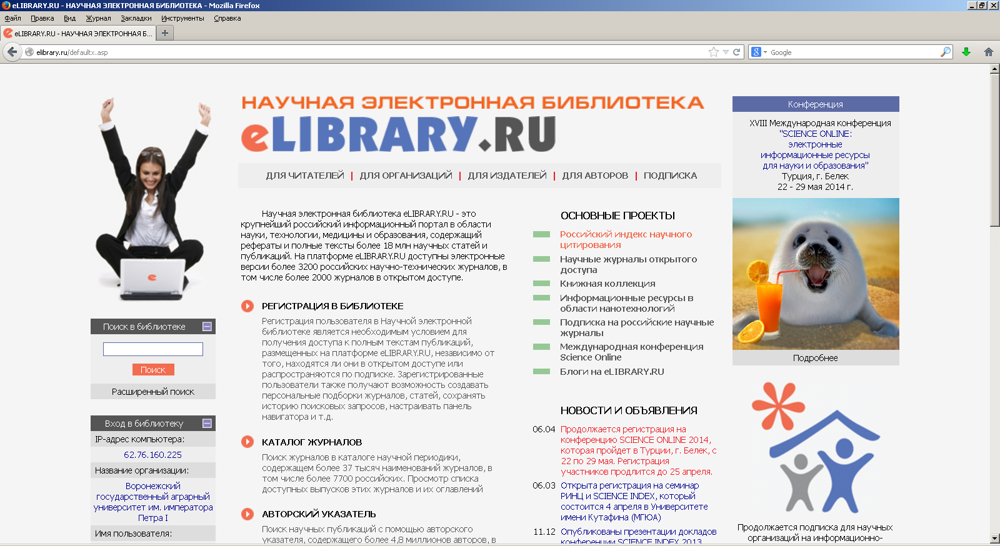 eLIBRARY.RU - НАУЧНАЯ ЭЛЕКТРОННАЯ БИБЛИОТЕКА - Mozilla Firefox
Файл Правка Вид Журнал Закладки Инструменты Справка
eLIBRARY.RU - НАУЧНАЯ ЭЛЕКТРОННАЯ Б...
elibrary.ru/defaultx.asp
Google
НАУЧНАЯ ЭЛЕКТРОННАЯ БИБЛИОТЕКА
eLIBRARY.RU
ДЛЯ ЧИТАТЕЛЕЙ | ДЛЯ ОРГАНИЗАЦИЙ | ДЛЯ ИЗДАТЕЛЕЙ | ДЛЯ АВТОРОВ | ПОДПИСКА
Поиск в библиотеке
Поиск
Расширенный поиск
Вход в библиотеку
IP-адрес компьютера:
62.76.160.225
Название организации:
Воронежский
государственный аграрный
университет им. императора
Петра I
Имя пользователя:
Научная электронная библиотека eLIBRARY.RU - это
крупнейший российский информационный портал в области
науки, технологии, медицины и образования, содержащий
рефераты и полные тексты более 18 млн научных статей и
публикаций. На платформе eLIBRARY.RU доступны электронные
версии более 3200 российских научно-технических журналов, в
том числе более 2000 журналов в открытом доступе.
РЕГИСТРАЦИЯ В БИБЛИОТЕКЕ
Регистрация пользователя в Научной электронной
библиотеке является необходимым условием для
получения доступа к полным текстам публикаций,
размещенных на платформе eLIBRARY.RU, независимо от
того, находятся ли они в открытом доступе или
распространяются по подписке. Зарегистрированные
пользователи также получают возможность создавать
персональные подборки журналов, статей, сохранять
историю поисковых запросов, настраивать панель
навигатора и т.д.
КАТАЛОГ ЖУРНАЛОВ
Поиск журналов в каталоге научной периодики,
содержащем более 37 тысяч наименований журналов, в
том числе более 7700 российских. Просмотр списка
доступных выпусков этих журналов и их оглавлений
АВТОРСКИЙ УКАЗАТЕЛЬ
Поиск научных публикаций с помощью авторского
указателя, содержащего более 4,8 миллионов авторов, в
ОСНОВНЫЕ ПРОЕКТЫ
Российский индекс научного
цитирования
Научные журналы открытого
доступа
Книжная коллекция
Информационные ресурсы в
области нанотехнологий
Подписка на российские научные
журналы
Международная конференция
Science Online
Блоги на eLIBRARY.RU
НОВОСТИ И ОБЪЯВЛЕНИЯ
06.04 Продолжается регистрация на
конференцию SCIENCE ONLINE 2014,
которая пройдет в Турции, г. Белек, с
22 по 29 мая. Регистрация
участников продлится до 25 апреля.
06.03 Открыта регистрация на семинар
РИНЦ и SCIENCE INDEX, который
состоится 4 апреля в Университете
имени Кутафина (МГЮА)
11.12 Опубликованы презентации докладов
конференции SCIENCE INDEX 2013
Конференция
XVIII Международная конференция
"SCIENCE ONLINE:
электронные
информационные ресурсы
для науки и образования"
Турция, г. Белек
22 - 29 мая 2014 г.
Подробнее
Продолжается подписка для научных
организаций на информационно-